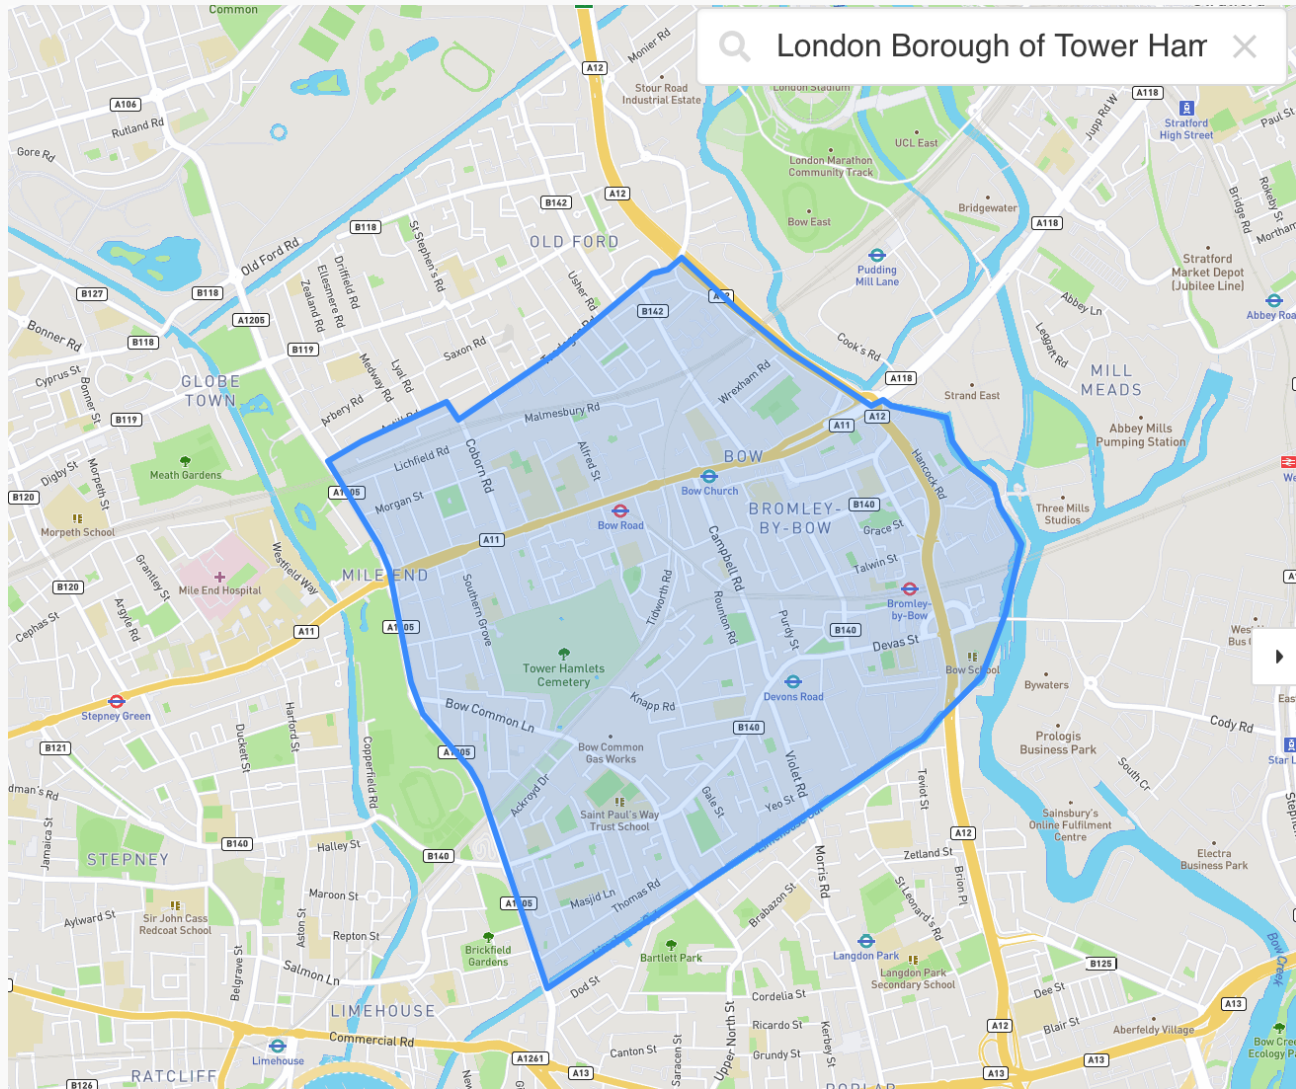 London Borough of Tower Ham
Common
Monier Rd
A12
Stour Road
Industrial Estate
London Stadium
A118
Stratford
High Street
Jupp Rd W
Paul St
A106
Rutland Rd
Gore Rd
UCL East
London Marathon
Community Track
Rokeby St
Bridge Rd
A12
B142
Bridgewater
Bow East
A118
B118
St Stephen's Rd
OLD FORD
Old Ford Rd
Pudding
Mill Lane
Stratford
Market Depot
(Jubilee Line)
Driffield Rd
Ellesmere Rd
Zealand Rd
Usher Rd
B127
B118
B142
Abbey Ln
Abbey Roa
A1205
Bonner Rd
B118
B119
Saxon Rd
Cook's Rd
Leggatt Rd
Medway Rd
Lyal Rd
Wrexham Rd
A118
MILL
MEADS
Cyprus St
Bonner St
GLOBE
TOWN
Arbery Rd
Malmesbury Rd
Strand East
A12
A11
B119
Abbey Mills
Pumping Station
Lichfield Rd
Coborn Rd
Alfred St
BOW
Hancock Rd
Digby St
Morpeth St
Meath Gardens
Bow Church
B120
Morgan St
Bow Road
BROMLEY-
BY-BOW
B140
Grace St
Three Mills
Studios
Morpeth School
A11
Campbell Rd
Talwin St
Grantley St
Westfield Way
MILE END
Mile End Hospital
B120
Argyle Rd
Southern Grove
Tidworth Rd
Rounton Rd
Purdy St
Bromley-
by-Bow
Cephas St
A11
B140
Devas St
Bow School
Tower Hamlets
Cemetery
Devons Road
Bywaters
Stepney Green
Knapp Rd
Bow Common Ln
B140
Cody Rd
Harford St
Duckett St
Copperfield Rd
B121
Bow Common
Gas Works
Prologis
Business Park
Violet Rd
South Cr
Star L
Ackroyd Dr
Gale St
Yeo St
Teviot St
Saint Paul's Way
Trust School
Sainsbury's
Online Fulfilment
Centre
Jamaica St
STEPNEY
B140
Halley St
B140
A12
Morris Rd
Zetland St
Electra
Business Park
Maroon St
Masjid Ln
Thomas Rd
Brabazon St
St Leonard's Rd
Brion Pl
Aylward St
Sir John Cass
Redcoat School
Aston St
Repton St
Belgrave St
Salmon Ln
Brickfield
Gardens
Bartlett Park
Langdon Park
Langdon Park
Secondary School
B125
Bow Creek
Dod St
Dee St
Cordelia St
A13
LIMEHOUSE
Ricardo St
Kerbey St
A12
Blair St
Aberfeldy Village
Commercial Rd
Limehouse
Canton St
Saracen St
Upper North St
Grundy St
A1261
A13
A13
A13
RATCLIFF
B126
POPLAR